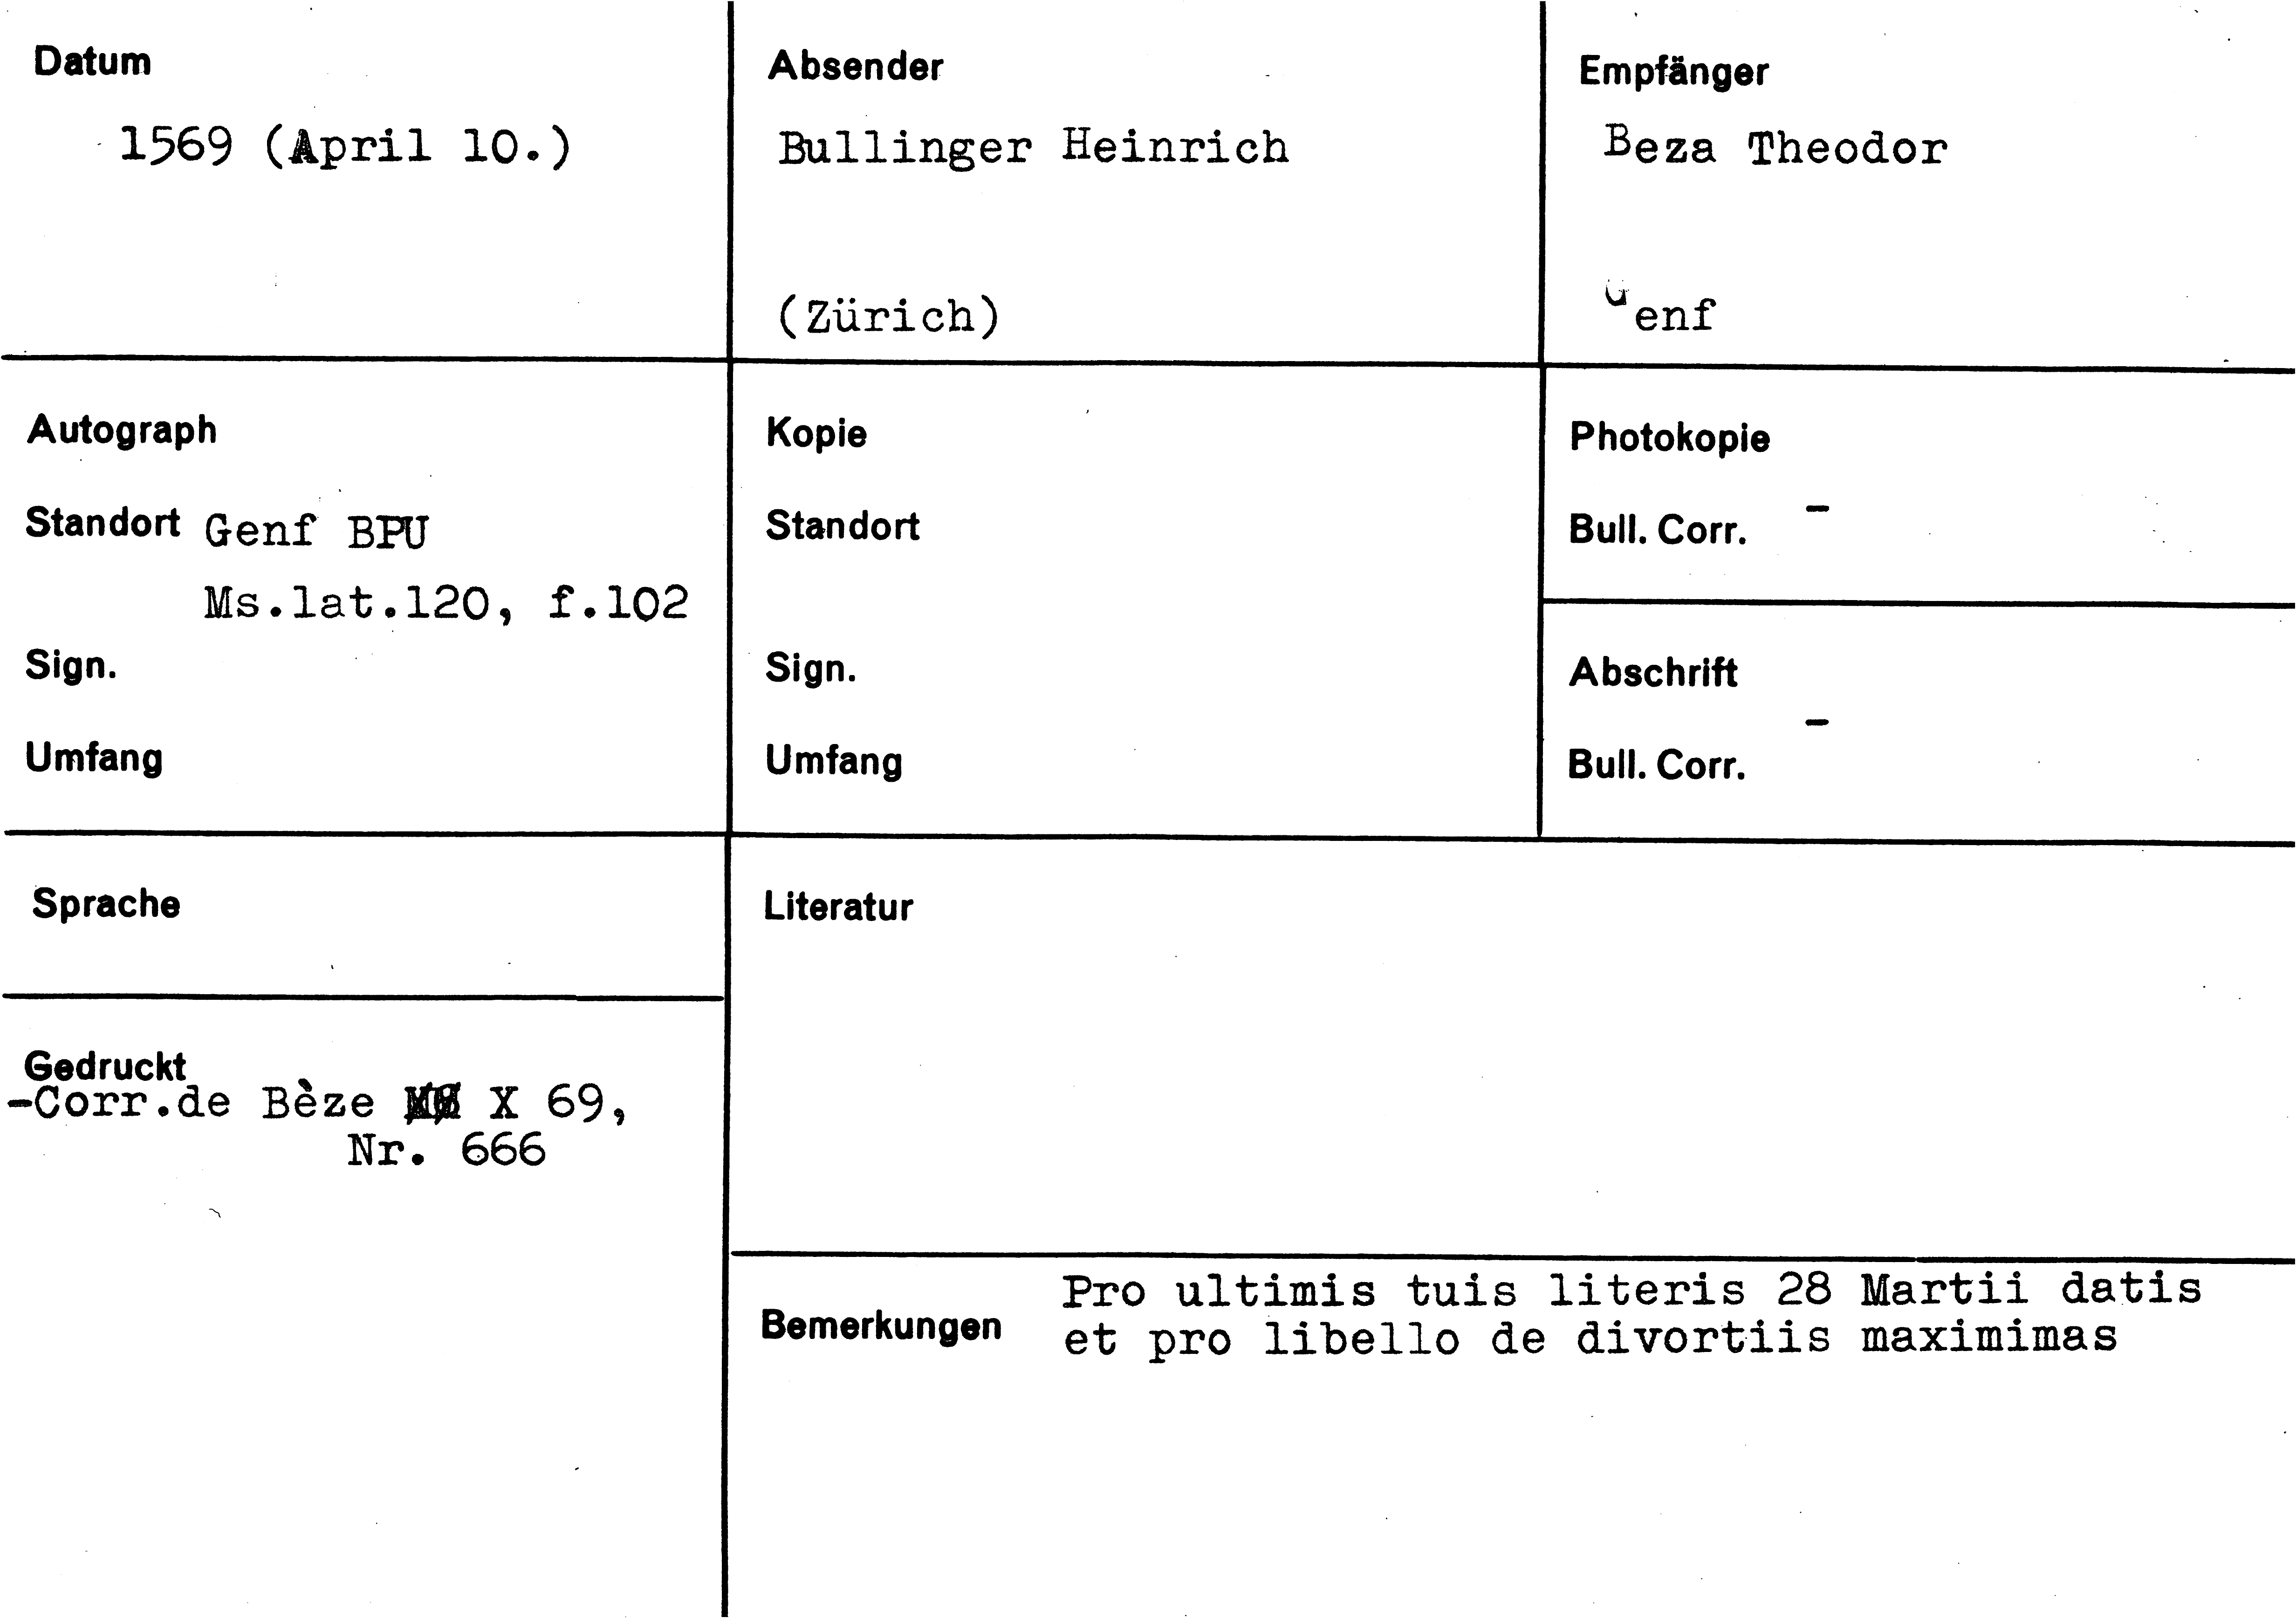 Datum
1569 (April 10.)
Absender
Bullinger Heinrich
(Zürich)
Empfänger
Beza Theodor
Genf
Autograph
Standort Genf BPU
Ms.lat.120, f.102
Sign.
Umfang
Kopie
Standort
Sign.
Umfang
Photokopie
Bull. Corr. -
Abschrift
-
Bull. Corr.
Sprache
Literatur
Gedruckt
-Corr.de Bèze X 69,
Nr. 666
Bemerkungen
Pro ultimis tuis literis 28 Martii datis
et pro libello de divortiis maximimas